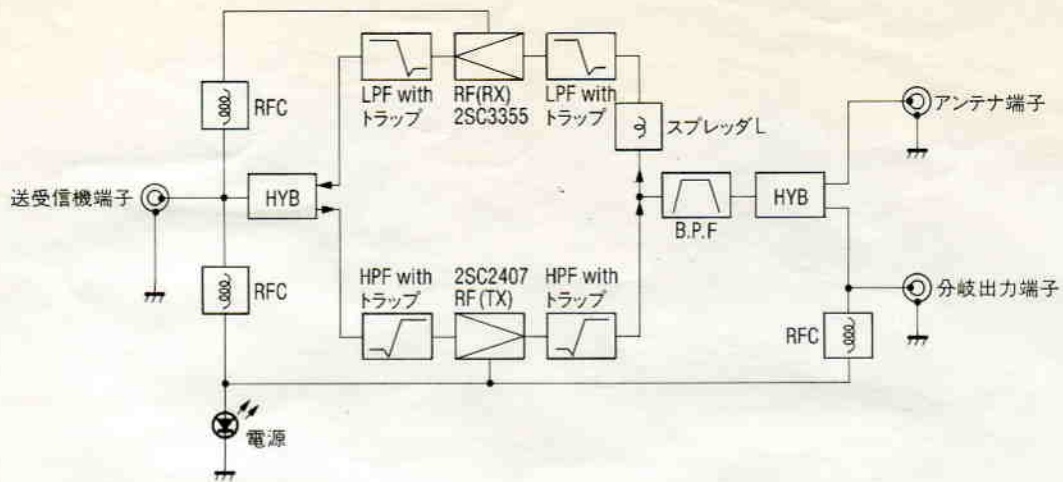 RFC
LPF with
トラップ
RF(RX)
2SC3355
LPF with
トラップ
スプレッダL
アンテナ端子
送受信機端子
HYB
B.P.F
HYB
RFC
HPF with
トラップ
2SC2407
RF(TX)
HPF with
トラップ
分岐出力端子
RFC
電源